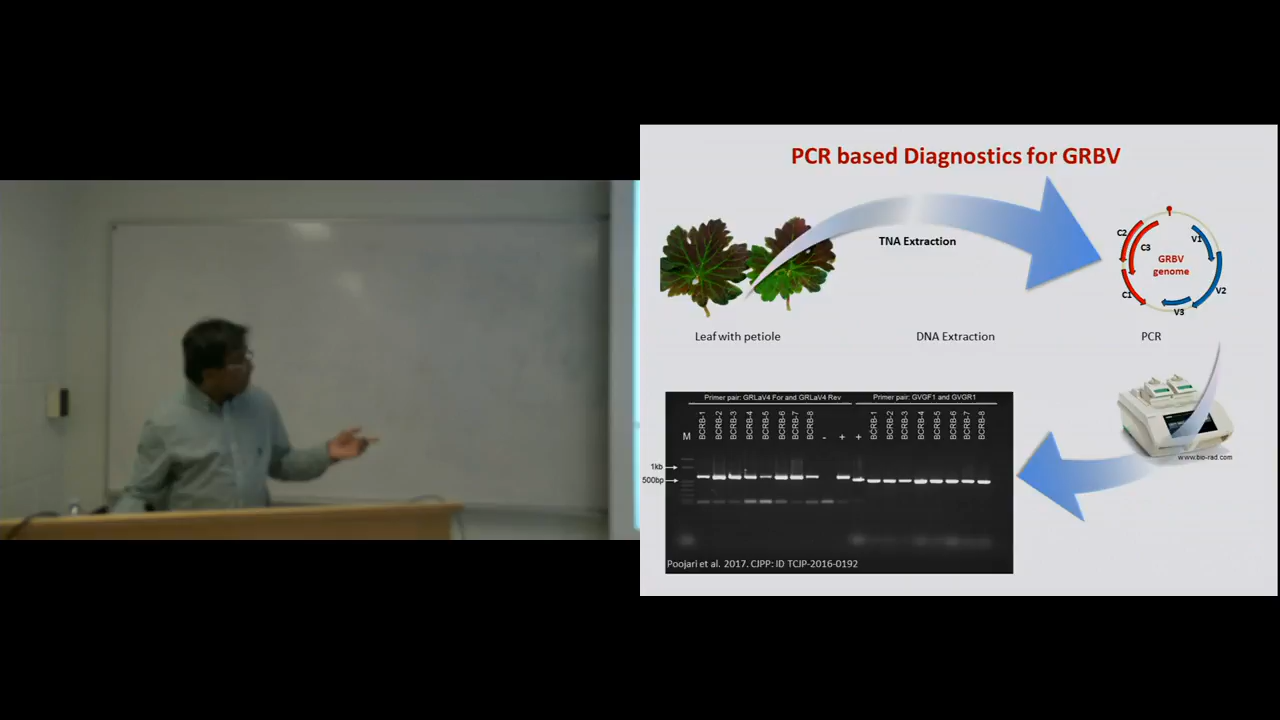 PCR based Diagnostics for GRBV
TNA Extraction
C2
C3
V1
GRBV
genome
C1
V2
V3
Leaf with petiole
DNA Extraction
PCR
Primer pair: GRLaV4 For and GRLaV4 Rev
Primer pair: GVGF1 and GVGR1
M
BCRB-1
BCRB-2
BCRB-3
BCRB-4
BCRB-5
BCRB-6
BCRB-7
BCRB-8
-
+
+
BCRB-1
BCRB-2
BCRB-3
BCRB-4
BCRB-5
BCRB-6
BCRB-7
BCRB-8
www.bio-rad.com
1kb
500bp
Poojari et al. 2017. CJPP: ID TCJP-2016-0192